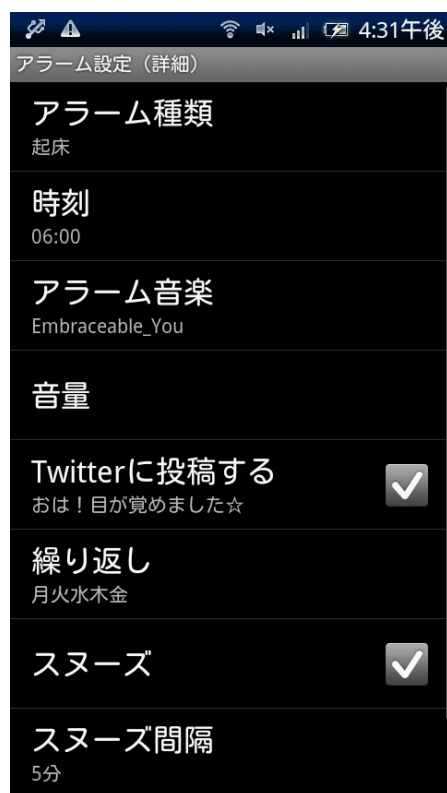 4:31午後
アラーム設定（詳細）
アラーム種類
起床
時刻
06:00
アラーム音楽
Embraceable_You
音量
Twitterに投稿する
おは！目が覚めました☆
繰り返し
月火水木金
スヌーズ
スヌーズ間隔
5分